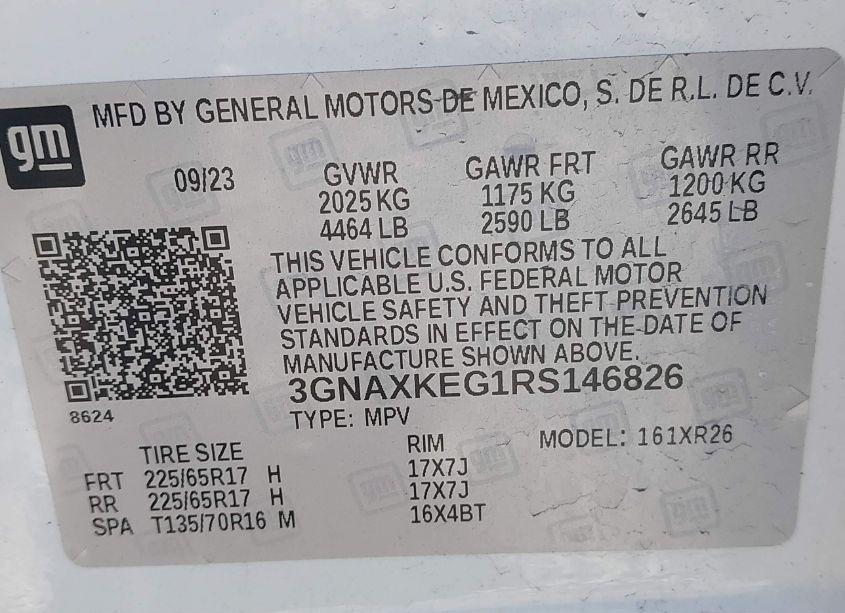 MFD BY GENERAL MOTORS DE MEXICO, S. DE R.L. DE C.V.
gm
09/23 GVWR GAWR FRT GAWR RR
2025 KG 1175 KG 1200 KG
4464 LB 2590 LB 2645 LB
THIS VEHICLE CONFORMS TO ALL
APPLICABLE U.S. FEDERAL MOTOR
VEHICLE SAFETY AND THEFT PREVENTION
STANDARDS IN EFFECT ON THE DATE OF
MANUFACTURE SHOWN ABOVE.
3GNAXKEG1RS146826
8624
TYPE: MPV
TIRE SIZE RIM MODEL: 161XR26
FRT 225/65R17 H 17X7J
RR 225/65R17 H 17X7J
SPA T135/70R16 M 16X4BT